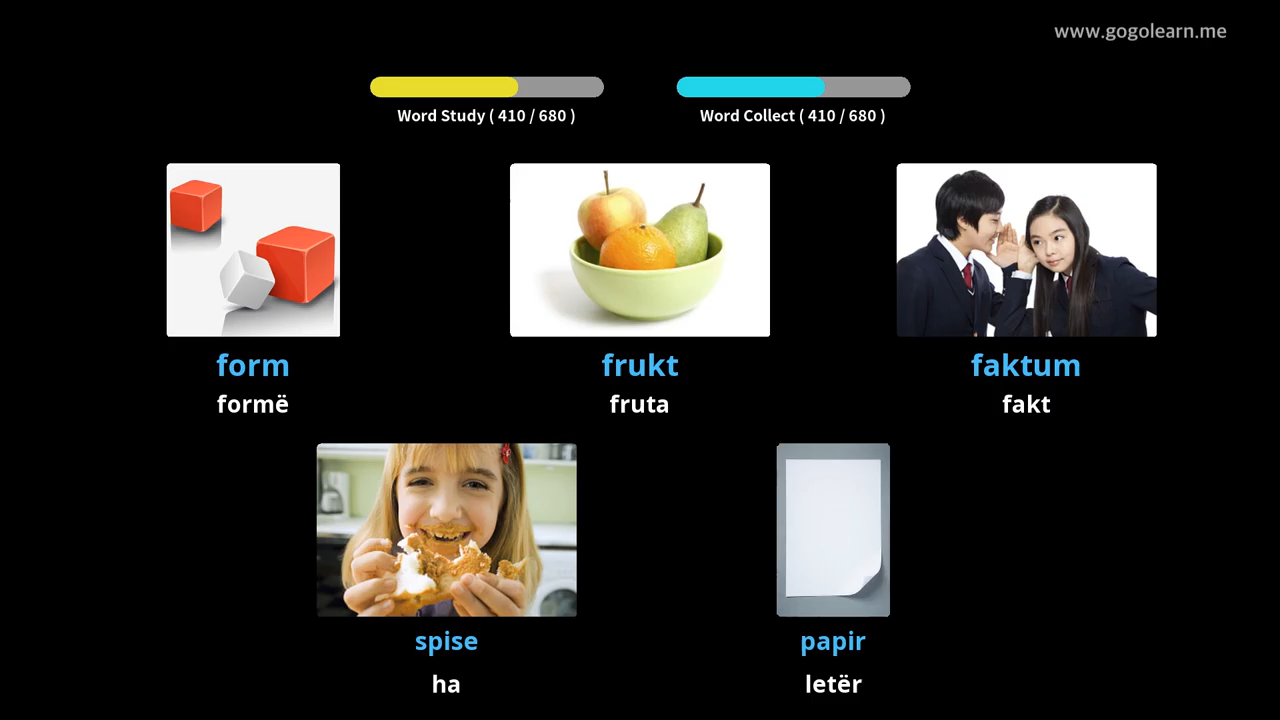 www.gogolearn.me
Word Study ( 410 / 680 )
Word Collect ( 410 / 680 )
form
frukt
faktum
formë
fruta
fakt
spise
papir
ha
letër